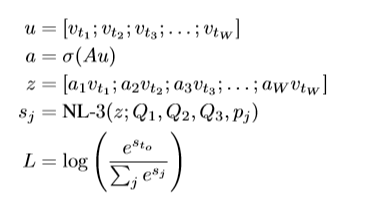 u = [v_{t_1}; v_{t_2}; v_{t_3}; . . . ; v_{t_W}]
a = σ(Au)
z = [a_1 v_{t_1}; a_2 v_{t_2}; a_3 v_{t_3}; . . . ; a_W v_{t_W}]
s_j = NL-3(z; Q_1, Q_2, Q_3, p_j)
L = log ( e^{s_{t_o}} / ∑_j e^{s_j} )